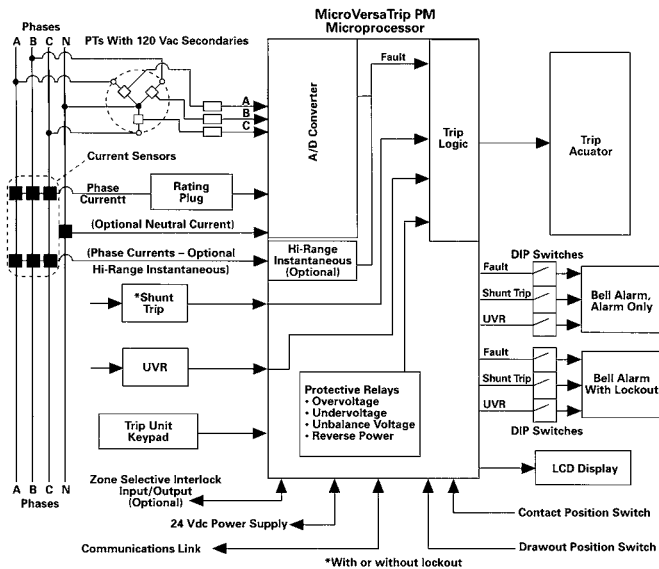 MicroVersaTrip PM
Microprocessor
Phases
A B C N
PTs With 120 Vac Secondaries
A
B
C
A/D Converter
Fault
Trip
Logic
Trip
Acuator
Current Sensors
Phase
Currentt
Rating
Plug
(Optional Neutral Current)
(Phase Currents – Optional
Hi-Range Instantaneous)
Hi-Range
Instantaneous
(Optional)
*Shunt
Trip
UVR
Trip Unit
Keypad
Protective Relays
• Overvoltage
• Undervoltage
• Unbalance Voltage
• Reverse Power
DIP Switches
Fault
Shunt Trip
UVR
Bell Alarm,
Alarm Only
Fault
Shunt Trip
UVR
Bell Alarm
With Lockout
DIP Switches
LCD Display
A B C N
Phases
Zone Selective Interlock
Input/Output
(Optional)
24 Vdc Power Supply
Communications Link
Contact Position Switch
Drawout Position Switch
*With or without lockout